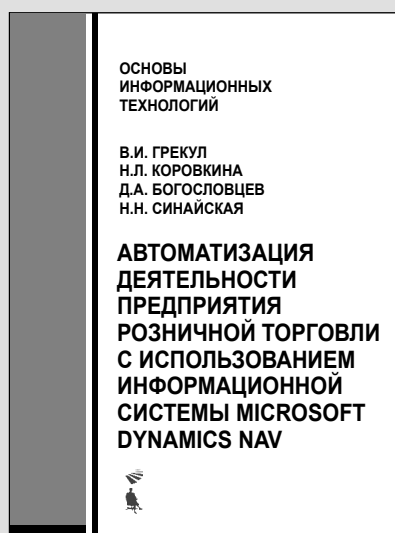 ОСНОВЫ
ИНФОРМАЦИОННЫХ
ТЕХНОЛОГИЙ
В.И. ГРЕКУЛ
Н.Л. КОРОВКИНА
Д.А. БОГОСЛОВЦЕВ
Н.Н. СИНАЙСКАЯ
АВТОМАТИЗАЦИЯ
ДЕЯТЕЛЬНОСТИ
ПРЕДПРИЯТИЯ
РОЗНИЧНОЙ ТОРГОВЛИ
С ИСПОЛЬЗОВАНИЕМ
ИНФОРМАЦИОННОЙ
СИСТЕМЫ MICROSOFT
DYNAMICS NAV